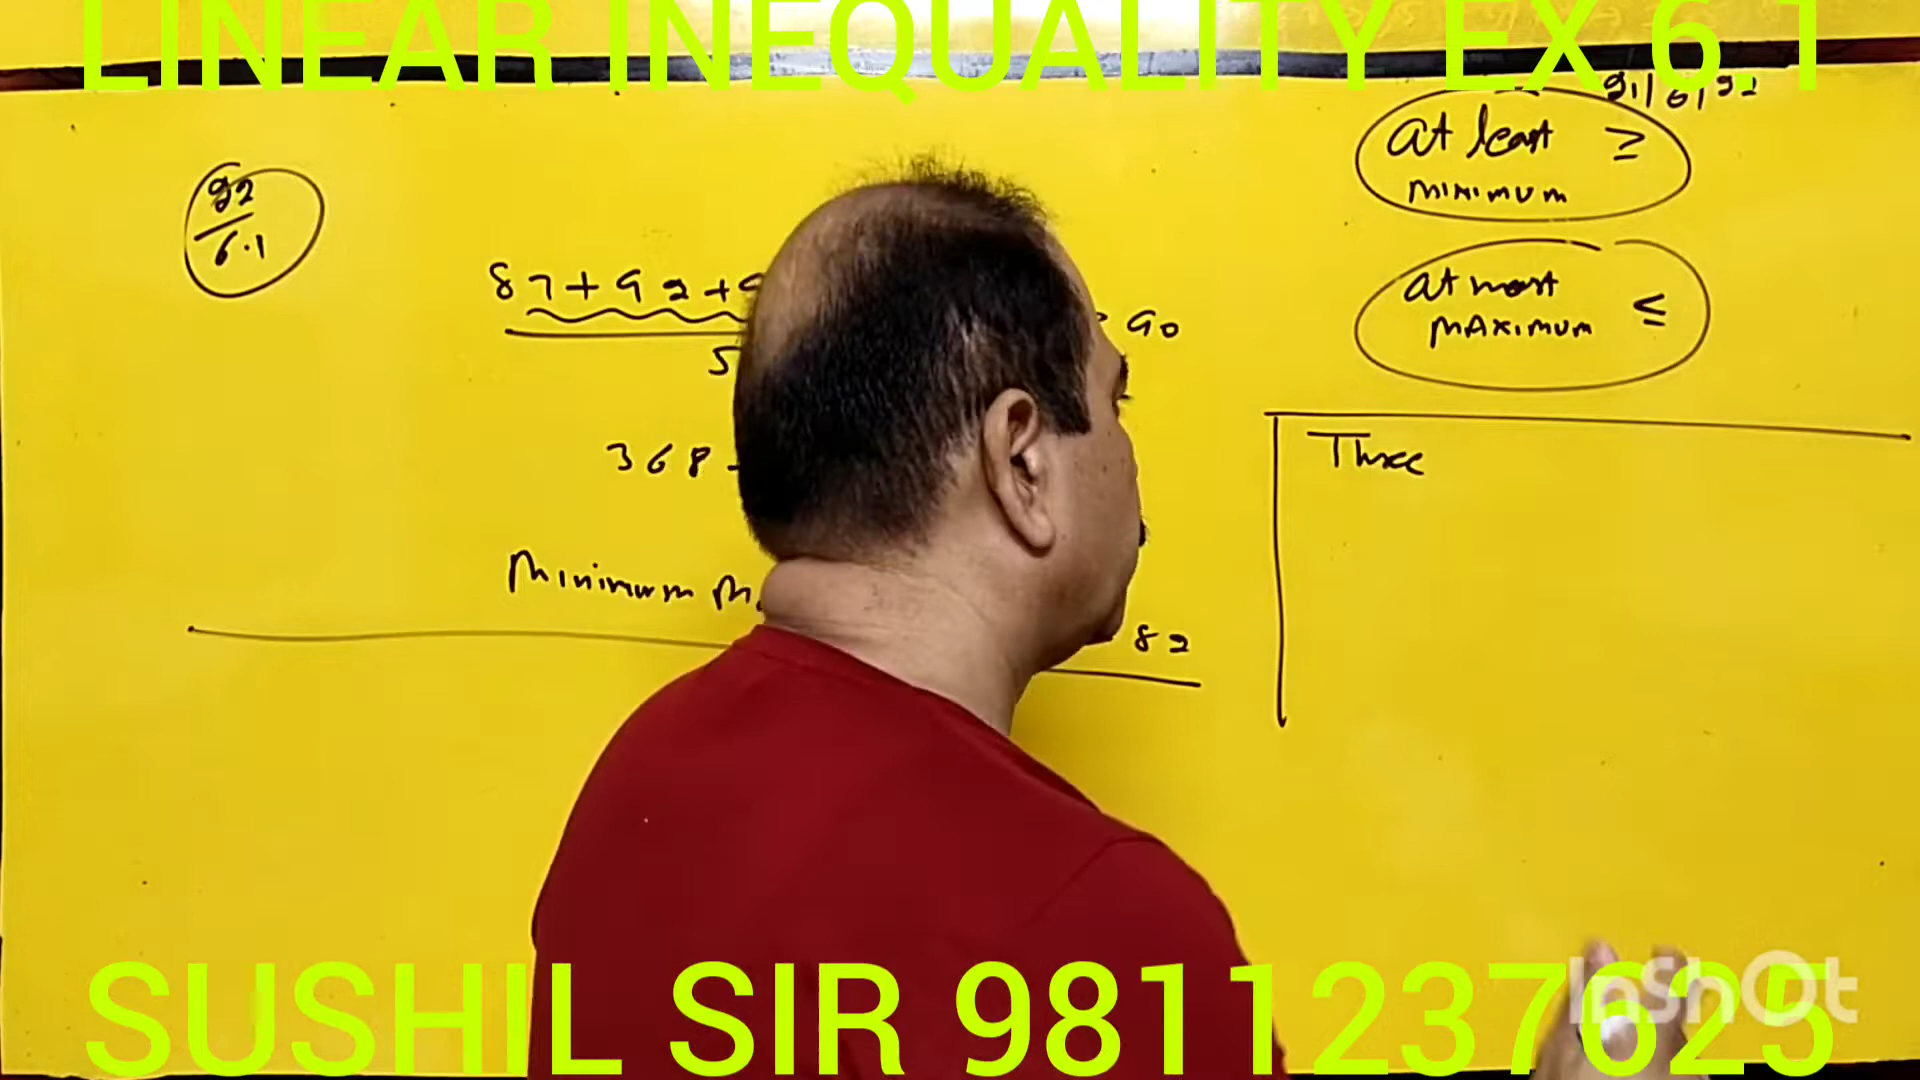 LINEAR INEQUALITY EX 6 1
at least ≥
MINIMUM
22
6.1
at most
MAXIMUM ≤
87+92+9
90
5
368
Three
Minimum M
82
SUSHIL SIR 9811237625
InShOt